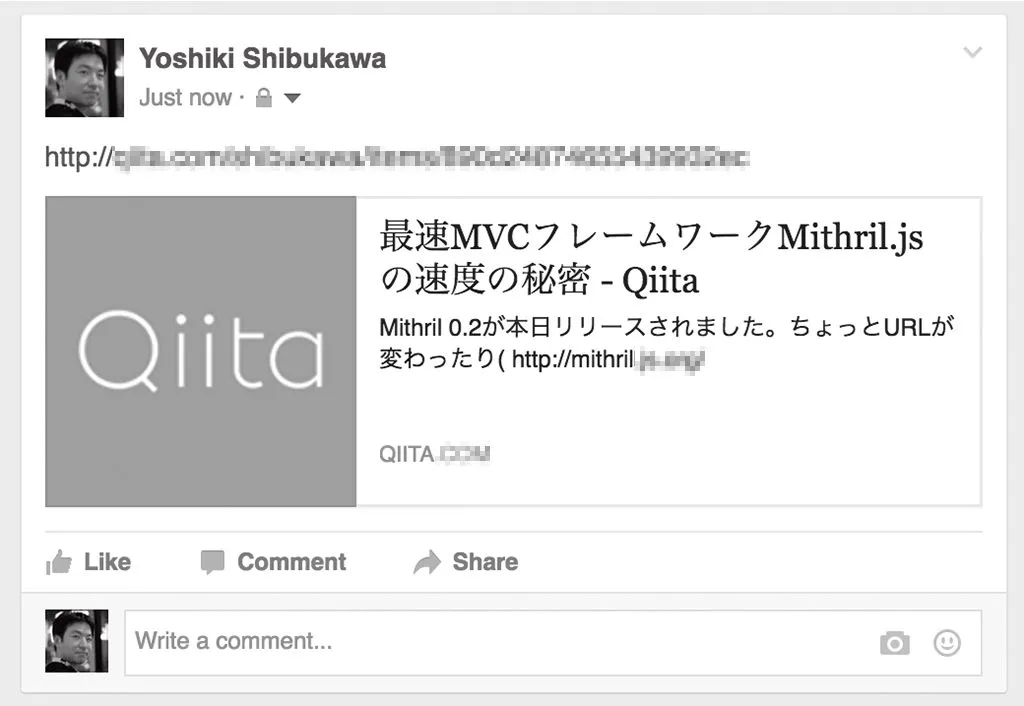 Yoshiki Shibukawa
Just now ·
http://
Qiita
最速MVCフレームワークMithril.js
の速度の秘密 - Qiita
Mithril 0.2が本日リリースされました。ちょっとURLが
変わったり( http://mithril
QIITA
Like Comment Share
Write a comment...